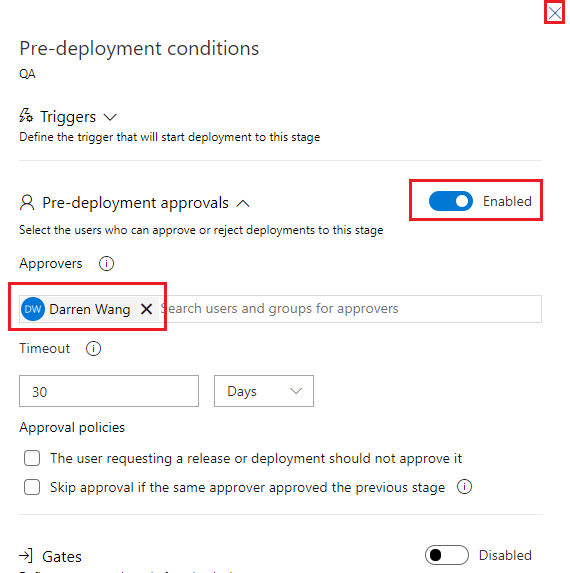 Pre-deployment conditions
QA
Triggers
Define the trigger that will start deployment to this stage
Pre-deployment approvals
Enabled
Select the users who can approve or reject deployments to this stage
Approvers
DW Darren Wang Search users and groups for approvers
Timeout
30 Days
Approval policies
The user requesting a release or deployment should not approve it
Skip approval if the same approver approved the previous stage
Gates
Disabled